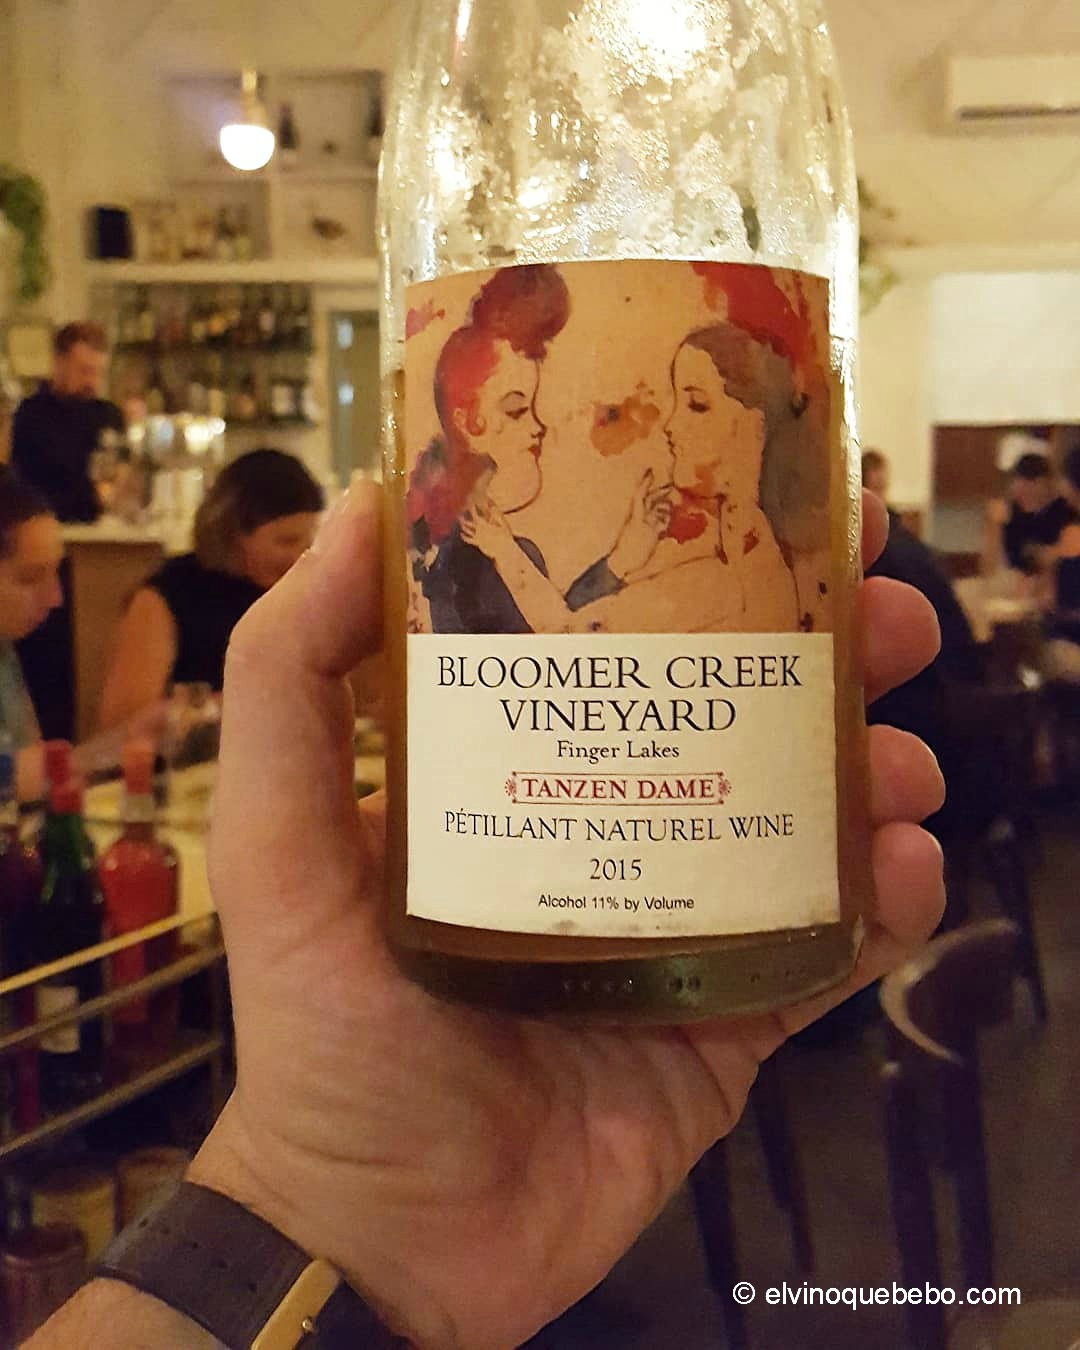 BLOOMER CREEK
VINEYARD
Finger Lakes
TANZEN DAME
PÉTILLANT NATUREL WINE
2015
Alcohol 11% by Volume
© elvinoquebebo.com